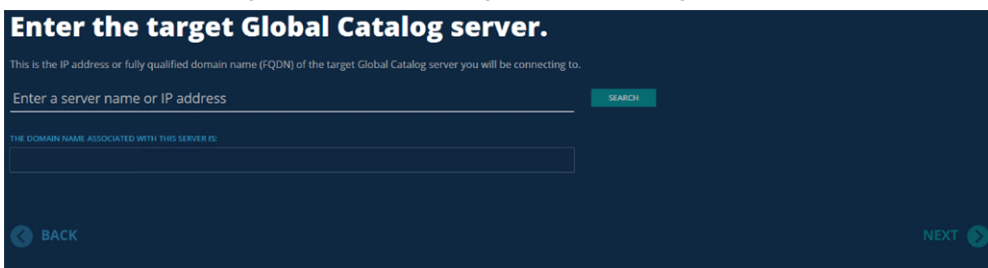 Enter the target Global Catalog server.
This is the IP address or fully qualified domain name (FQDN) of the target Global Catalog server you will be connecting to.
Enter a server name or IP address
SEARCH
THE DOMAIN NAME ASSOCIATED WITH THIS SERVER IS:
BACK
NEXT